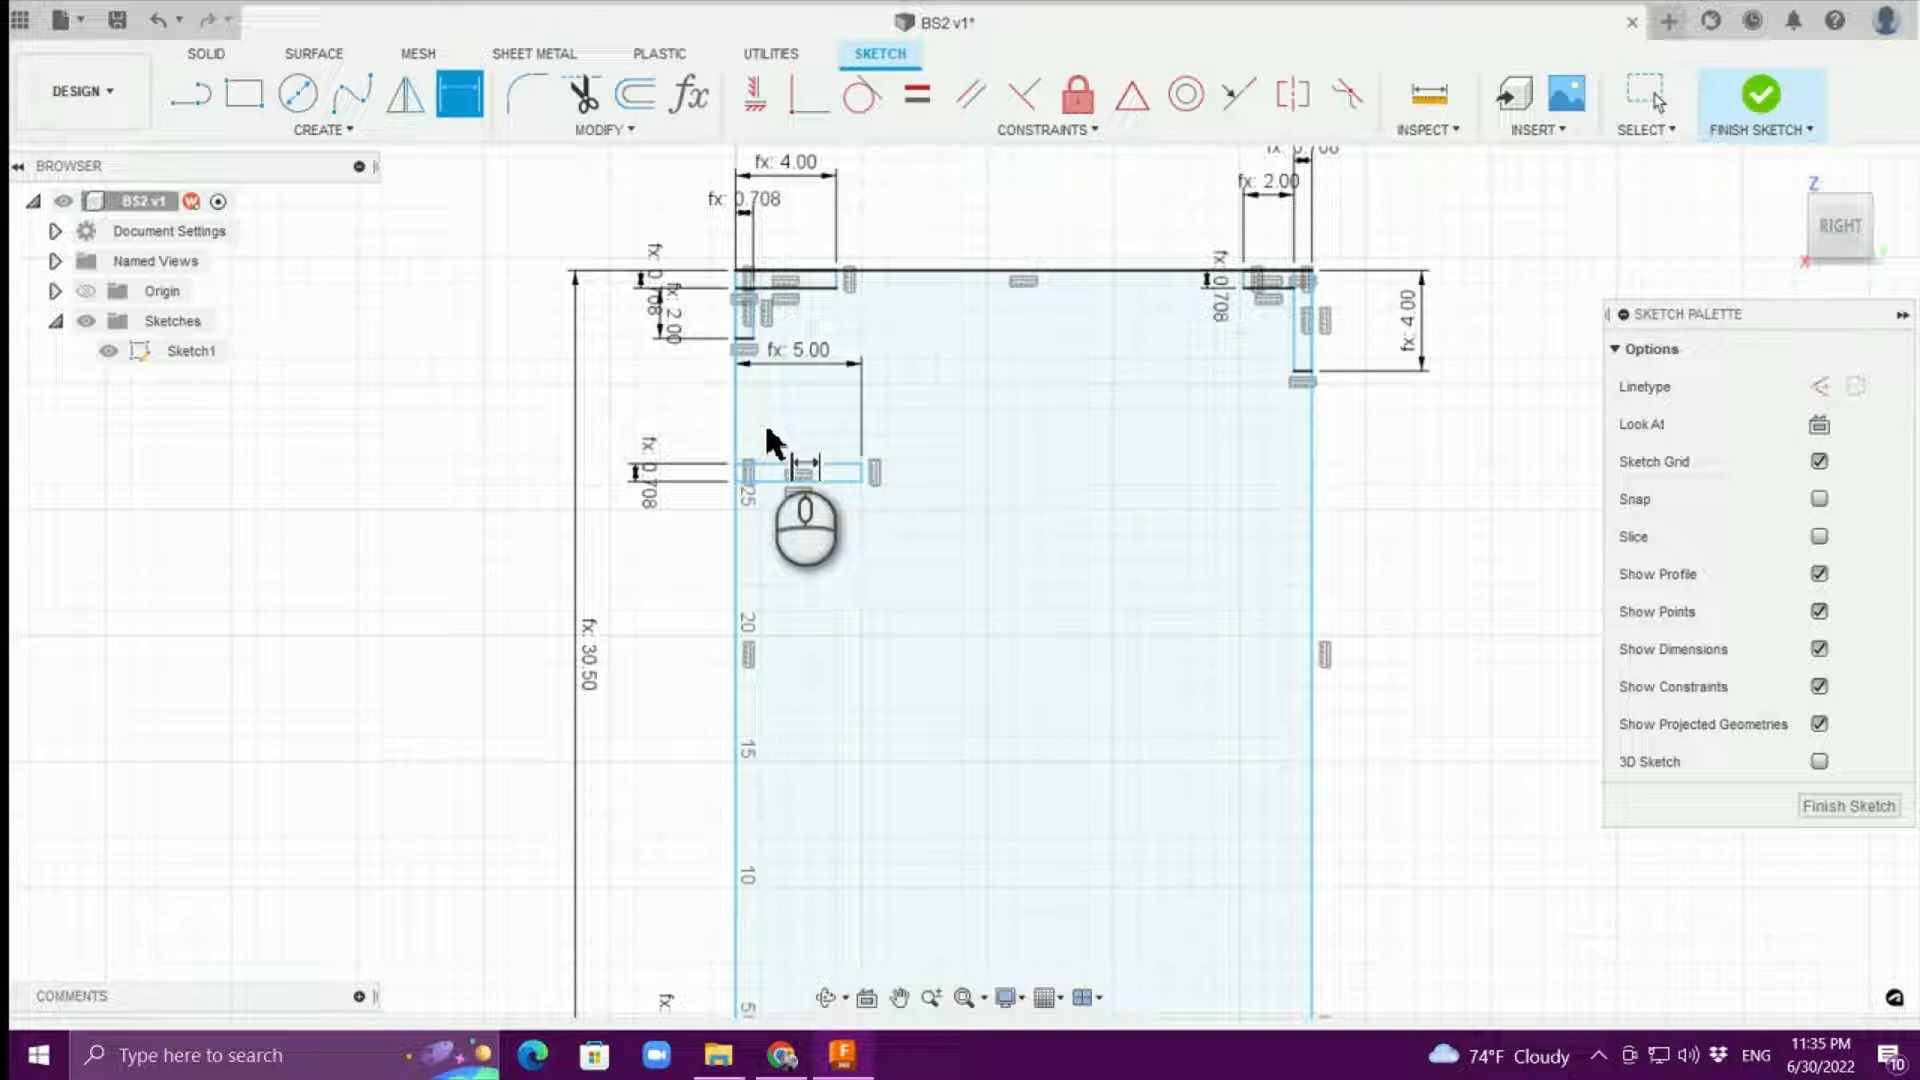 BS2 v1*
SOLID
SURFACE
MESH
SHEET METAL
PLASTIC
UTILITIES
SKETCH
DESIGN
CREATE
MODIFY
CONSTRAINTS
INSPECT
INSERT
SELECT
FINISH SKETCH
fx
BROWSER
BS2 v1
Document Settings
Named Views
Origin
Sketches
Sketch1
fx: 4.00
fx: 0.708
fx: 2.00
fx: 0.708
fx: 2.00
fx: 0.708
fx: 4.00
fx: 5.00
fx: 0.708
fx: 30.50
fx:
25
20
15
10
5
Z
RIGHT
X
SKETCH PALETTE
Options
Linetype
Look At
Sketch Grid
Snap
Slice
Show Profile
Show Points
Show Dimensions
Show Constraints
Show Projected Geometries
3D Sketch
Finish Sketch
COMMENTS
Type here to search
74°F Cloudy
ENG
11:35 PM
6/30/2022
10